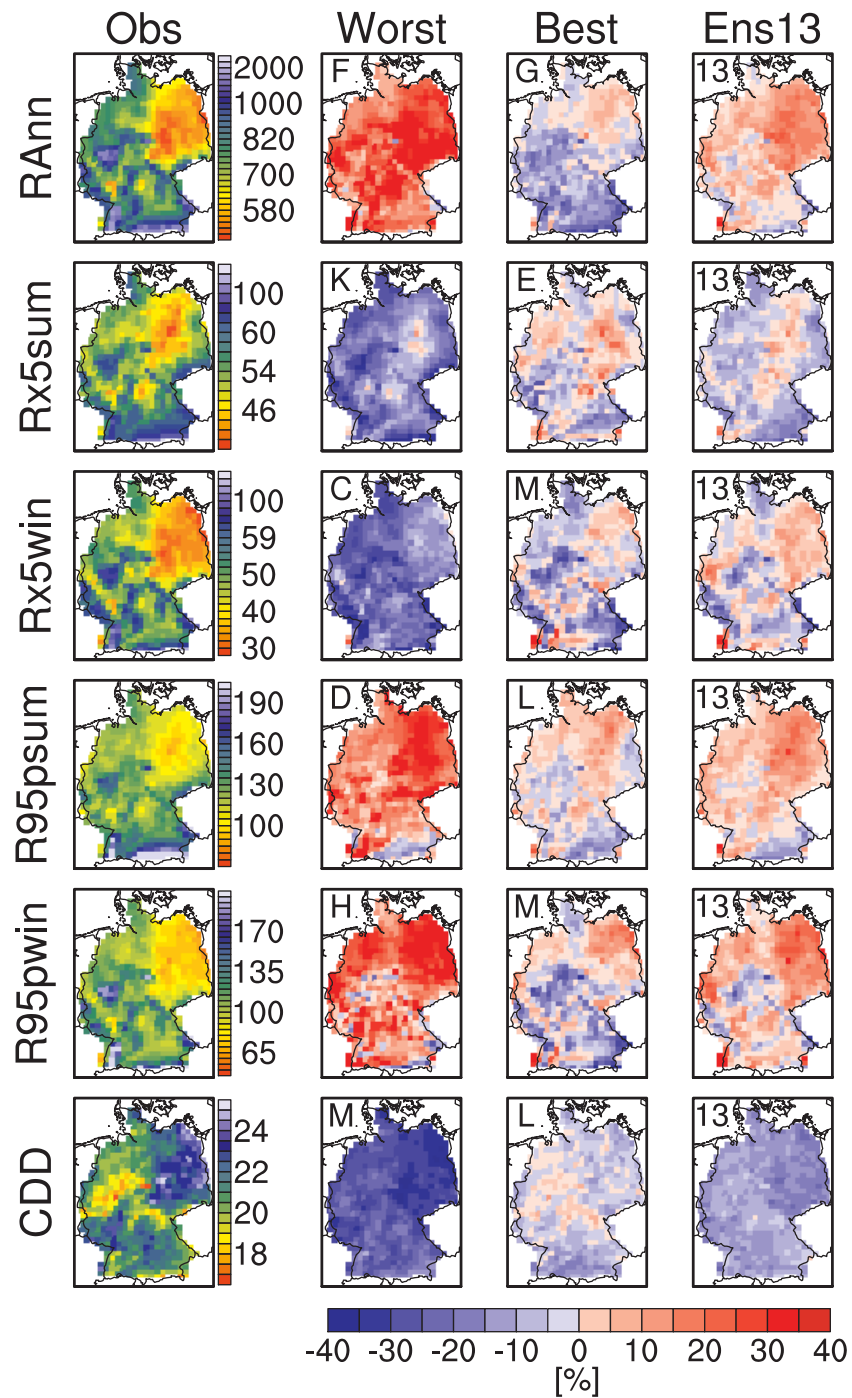 Obs Worst Best Ens13
RAnn
2000
1000
820
700
580
F
G
13
Rx5sum
100
60
54
46
K
E
13
Rx5win
100
59
50
40
30
C
M
13
R95psum
190
160
130
100
D
L
13
R95pwin
170
135
100
65
H
M
13
CDD
24
22
20
18
M
L
13
-40 -30 -20 -10 0 10 20 30 40
[%]